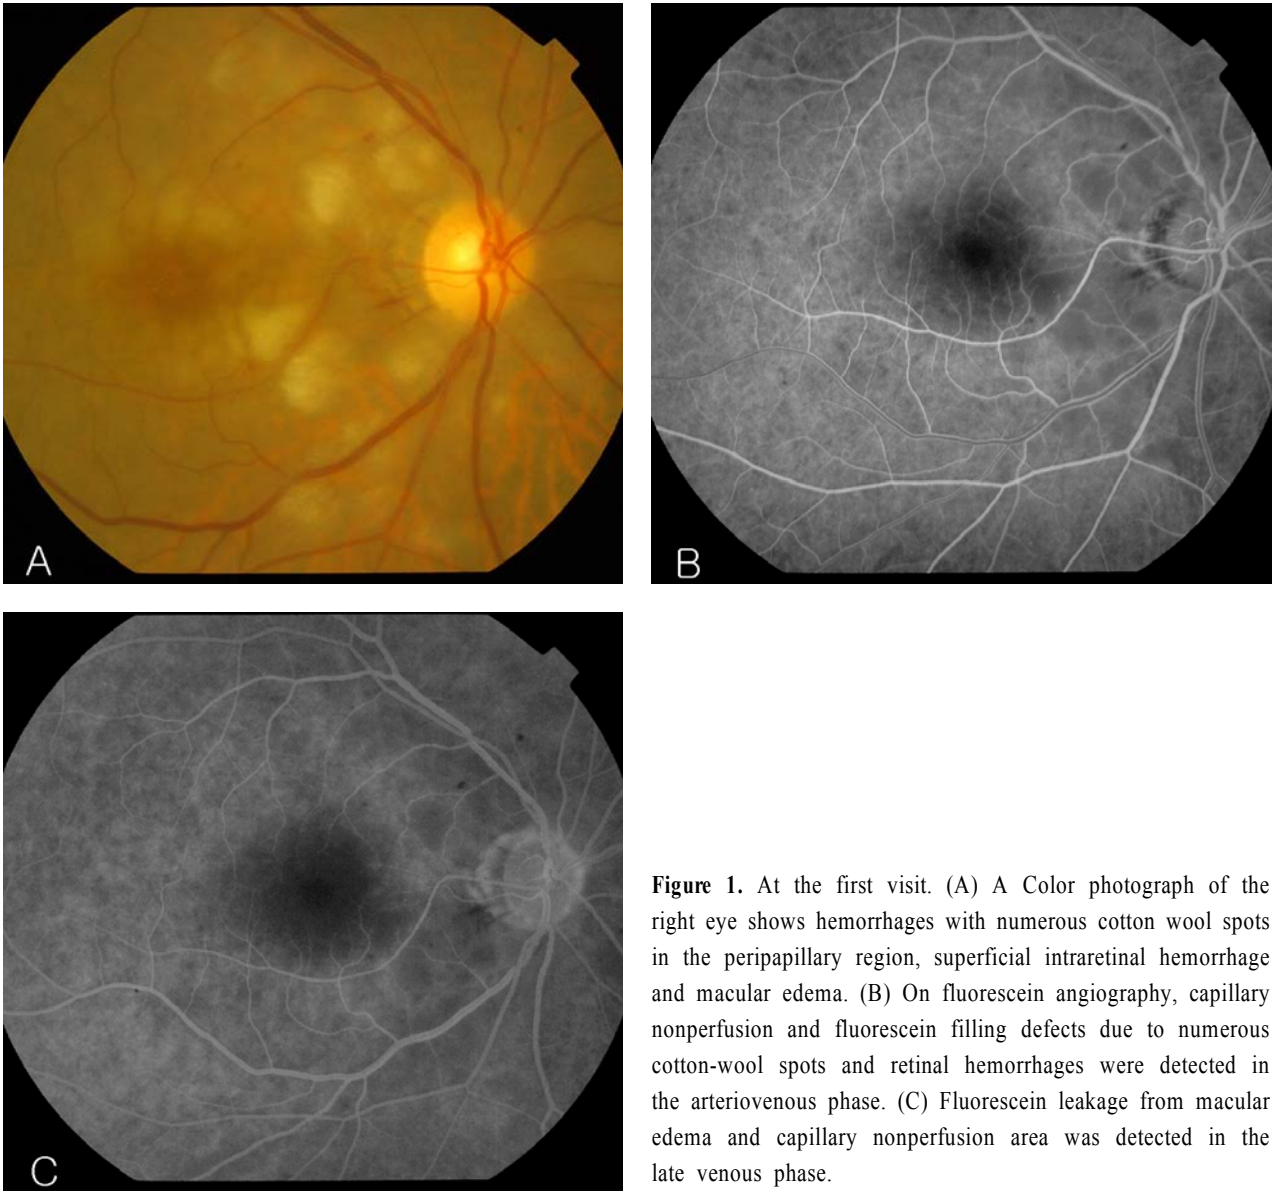 A
B
C
Figure 1. At the first visit. (A) A Color photograph of the
right eye shows hemorrhages with numerous cotton wool spots
in the peripapillary region, superficial intraretinal hemorrhage
and macular edema. (B) On fluorescein angiography, capillary
nonperfusion and fluorescein filling defects due to numerous
cotton-wool spots and retinal hemorrhages were detected in
the arteriovenous phase. (C) Fluorescein leakage from macular
edema and capillary nonperfusion area was detected in the
late venous phase.